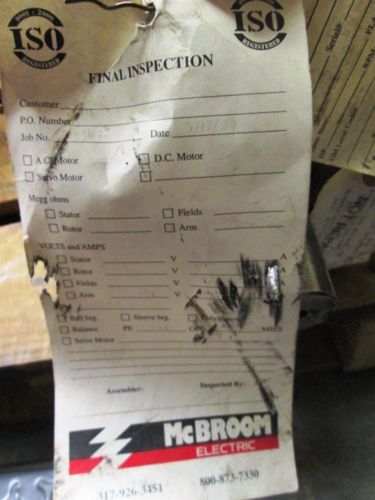 9001 : 2000
ISO
REGISTERED
ISO
REGISTERED
FINAL INSPECTION
Customer
P.O. Number
Job No. Date
A.C. Motor D.C. Motor
Servo Motor
Megg ohms
Stator Fields
Rotor Arm
VOLTS and AMPS
Stator V A
Rotor V A
Fields V A
Arm V
Ball brg. Sleeve brg.
Balance MILS
Servo Motor
Assembler: Inspected By:
McBROOM
ELECTRIC
317-926-3451 800-873-7330